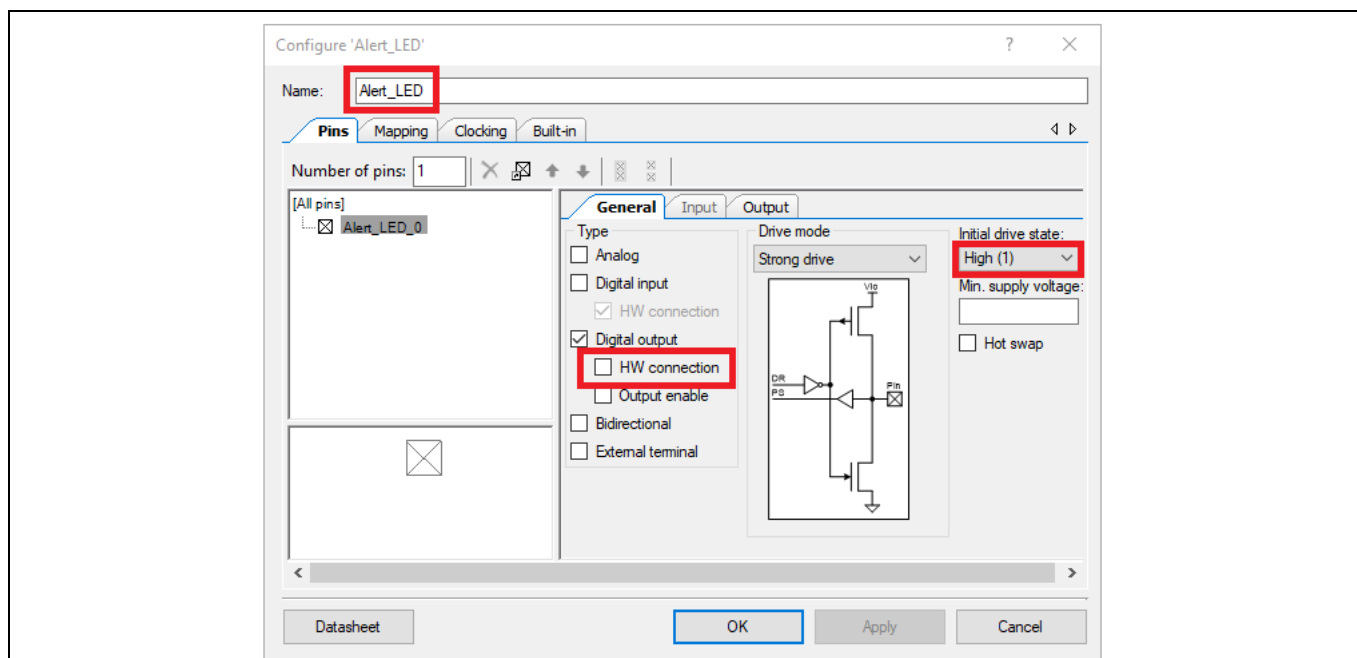 Configure 'Alert_LED'
?
Name:
Alert_LED
Pins
Mapping
Clocking
Built-in
Number of pins:
1
[All pins]
Alert_LED_0
General
Input
Output
Type
Analog
Digital input
HW connection
Digital output
HW connection
Output enable
Bidirectional
External terminal
Drive mode
Strong drive
Vio
DR
PS
Pin
Initial drive state:
High (1)
Min. supply voltage:
Hot swap
Datasheet
OK
Apply
Cancel